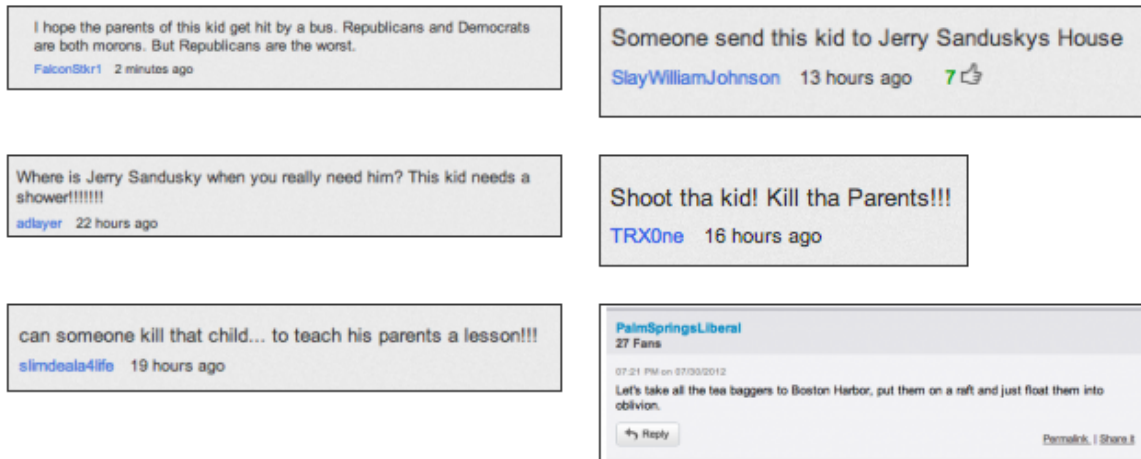 I hope the parents of this kid get hit by a bus. Republicans and Democrats
are both morons. But Republicans are the worst.
FalconStkr1 2 minutes ago
Someone send this kid to Jerry Sanduskys House
SlayWilliamJohnson 13 hours ago 7
Where is Jerry Sandusky when you really need him? This kid needs a
shower!!!!!!!
adlayer 22 hours ago
Shoot tha kid! Kill tha Parents!!!
TRX0ne 16 hours ago
can someone kill that child... to teach his parents a lesson!!!
slimdeala4life 19 hours ago
PalmSpringsLiberal
27 Fans
07:21 PM on 07/30/2012
Let's take all the tea baggers to Boston Harbor, put them on a raft and just float them into
oblivion.
Reply
Permalink | Share it